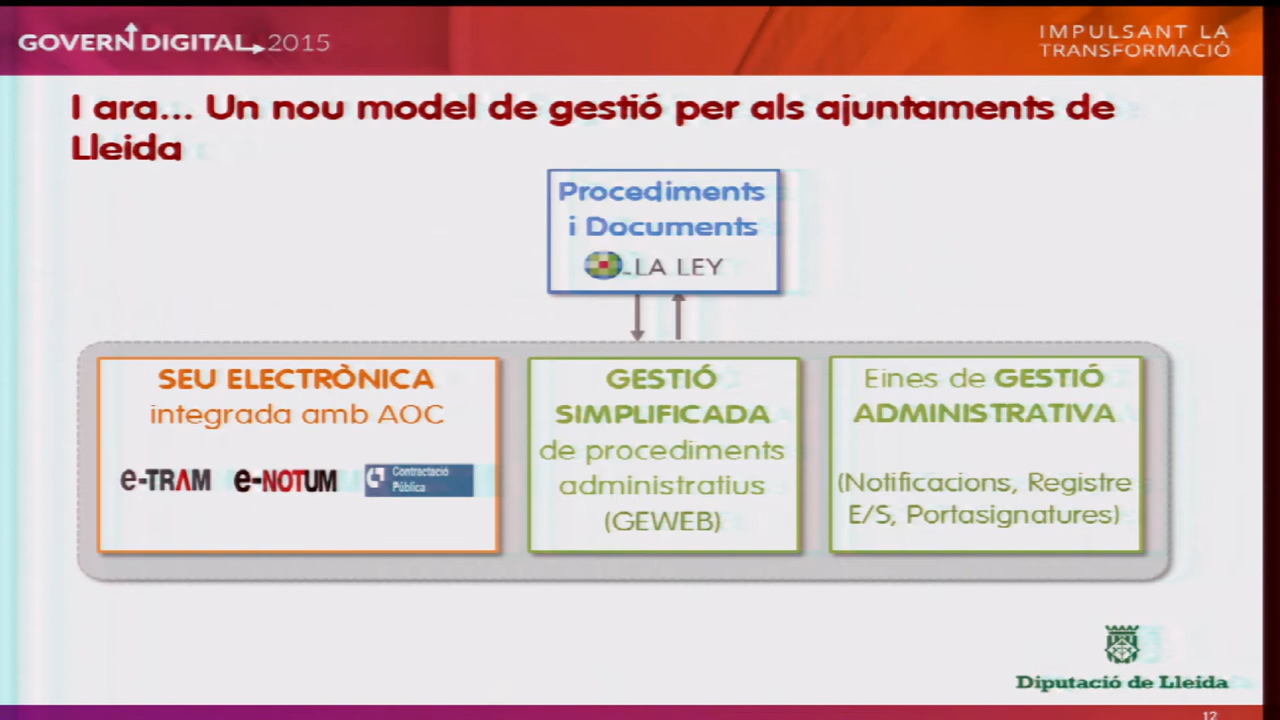 GOVERN DIGITAL 2015
IMPULSANT LA
TRANSFORMACIÓ
I ara... Un nou model de gestió per als ajuntaments de
Lleida
Procediments
i Documents
LA LEY
SEU ELECTRÒNICA
integrada amb AOC
e-TRAM e-NOTUM Contractació
Pública
GESTIÓ
SIMPLIFICADA
de procediments
administratius
(GEWEB)
Eines de GESTIÓ
ADMINISTRATIVA
(Notificacions, Registre
E/S, Portasignatures)
Diputació de Lleida
12